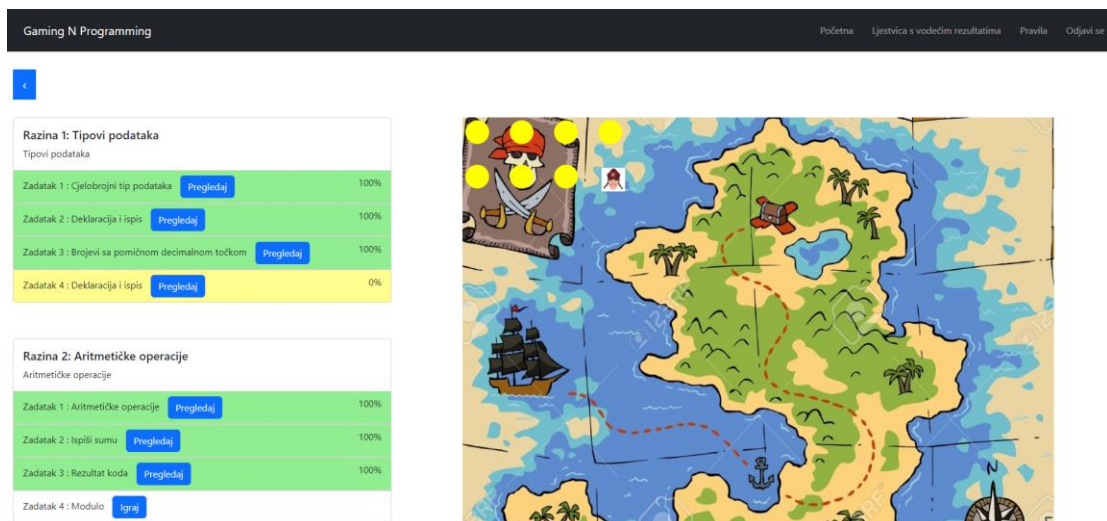 Gaming N Programming
Početna Ljestvica s vodećim rezultatima Pravila Odjavi se
Razina 1: Tipovi podataka
Tipovi podataka
Zadatak 1 : Cjelobrojni tip podataka Pregledaj 100%
Zadatak 2 : Deklaracija i ispis Pregledaj 100%
Zadatak 3 : Brojevi sa pomičnom decimalnom točkom Pregledaj 100%
Zadatak 4 : Deklaracija i ispis Pregledaj 0%
Razina 2: Aritmetičke operacije
Aritmetičke operacije
Zadatak 1 : Aritmetičke operacije Pregledaj 100%
Zadatak 2 : Ispiši sumu Pregledaj 100%
Zadatak 3 : Rezultat koda Pregledaj 100%
Zadatak 4 : Modulo Igraj
N
E